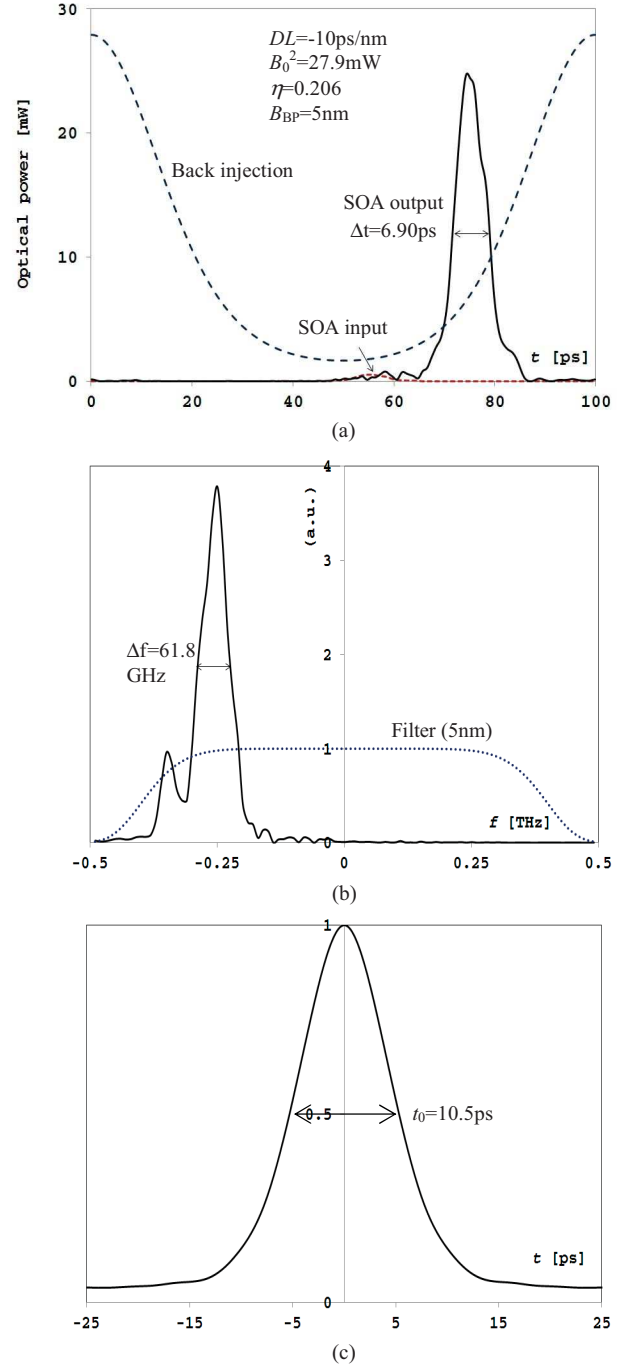 30
DL=-10ps/nm
B₀²=27.9mW
η=0.206
B_BP=5nm
20
Back injection
Optical power [mW]
SOA output
Δt=6.90ps
10
SOA input
t [ps]
0
0 20 40 60 80 100
(a)
4
(a.u.)
3
Δf=61.8
GHz
2
Filter (5nm)
1
f [THz]
0
-0.5 -0.25 0 0.25 0.5
(b)
1
0.5
t₀=10.5ps
t [ps]
0
-25 -15 -5 5 15 25
(c)